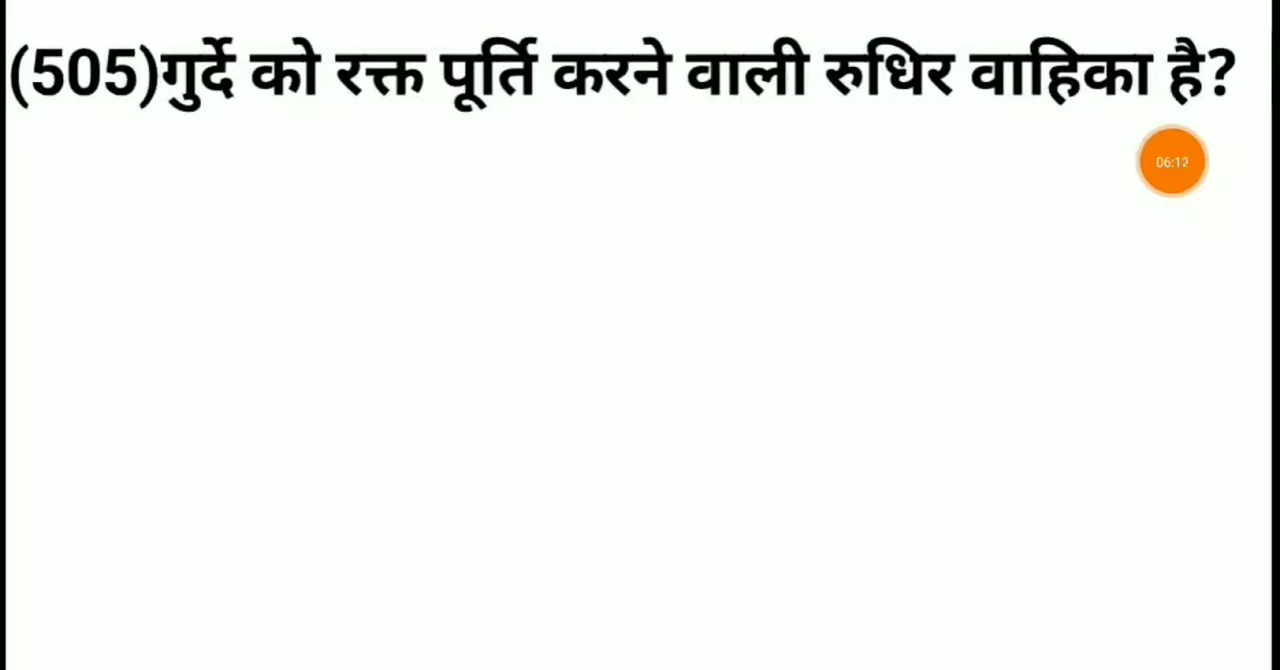 (505)गुर्दे को रक्त पूर्ति करने वाली रुधिर वाहिका है?
06:12